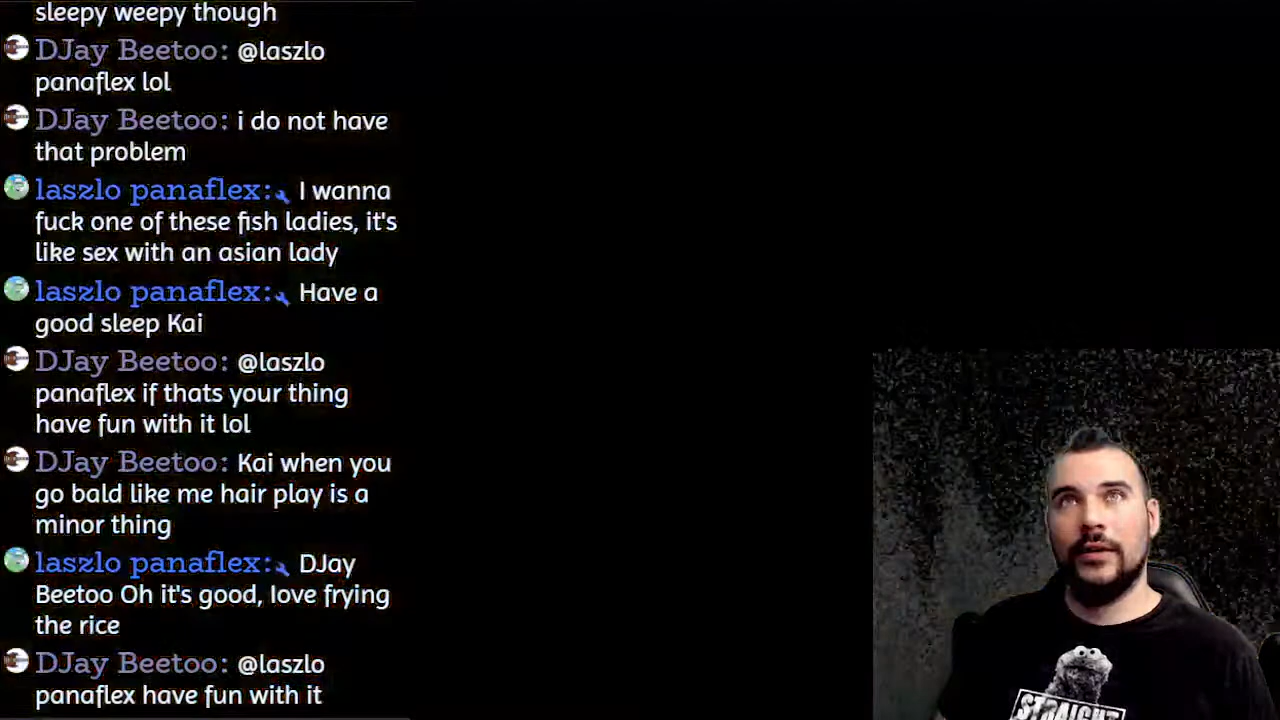 sleepy weepy though
DJay Beetoo: @laszlo
panaflex lol
DJay Beetoo: i do not have
that problem
laszlo panaflex: I wanna
fuck one of these fish ladies, it's
like sex with an asian lady
laszlo panaflex: Have a
good sleep Kai
DJay Beetoo: @laszlo
panaflex if thats your thing
have fun with it lol
DJay Beetoo: Kai when you
go bald like me hair play is a
minor thing
laszlo panaflex: DJay
Beetoo Oh it's good, love frying
the rice
DJay Beetoo: @laszlo
panaflex have fun with it
STRAIGHT